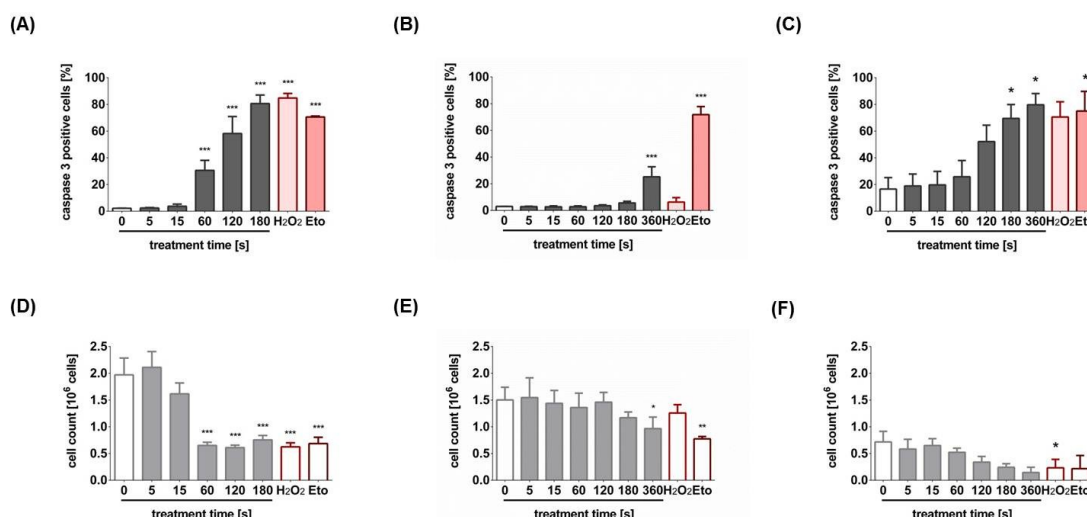 (A)
caspase 3 positive cells [%]
100
80
60
40
20
0
***
***
***
***
***
0 5 15 60 120 180 H2O2 Eto
treatment time [s]
(B)
caspase 3 positive cells [%]
100
80
60
40
20
0
***
***
0 5 15 60 120 180 360 H2O2 Eto
treatment time [s]
(C)
caspase 3 positive cells [%]
100
80
60
40
20
0
*
*
*
0 5 15 60 120 180 360 H2O2 Et
treatment time [s]
(D)
cell count [10^6 cells]
2.5
2.0
1.5
1.0
0.5
0.0
***
***
***
***
***
0 5 15 60 120 180 H2O2 Eto
treatment time [s]
(E)
cell count [10^6 cells]
2.5
2.0
1.5
1.0
0.5
0.0
*
**
0 5 15 60 120 180 360 H2O2 Eto
treatment time [s]
(F)
cell count [10^6 cells]
2.5
2.0
1.5
1.0
0.5
0.0
*
0 5 15 60 120 180 360 H2O2 Et
treatment time [s]